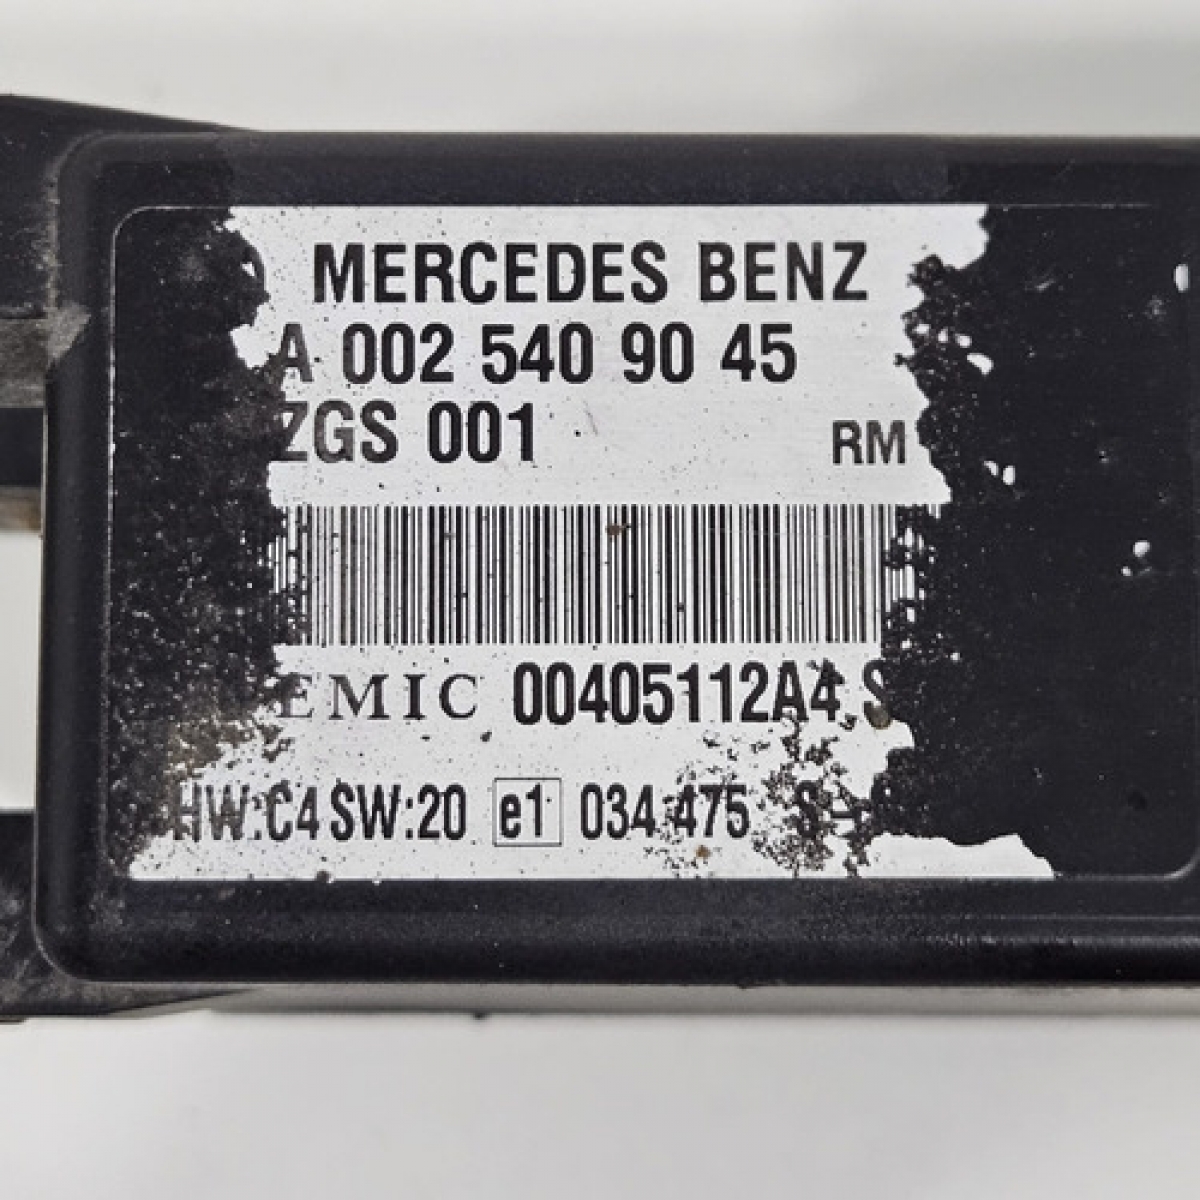 MERCEDES BENZ
A 002 540 90 45
ZGS 001 RM
EMIC 00405112A4 S
HW:C4 SW:20 e1 034 475 S-